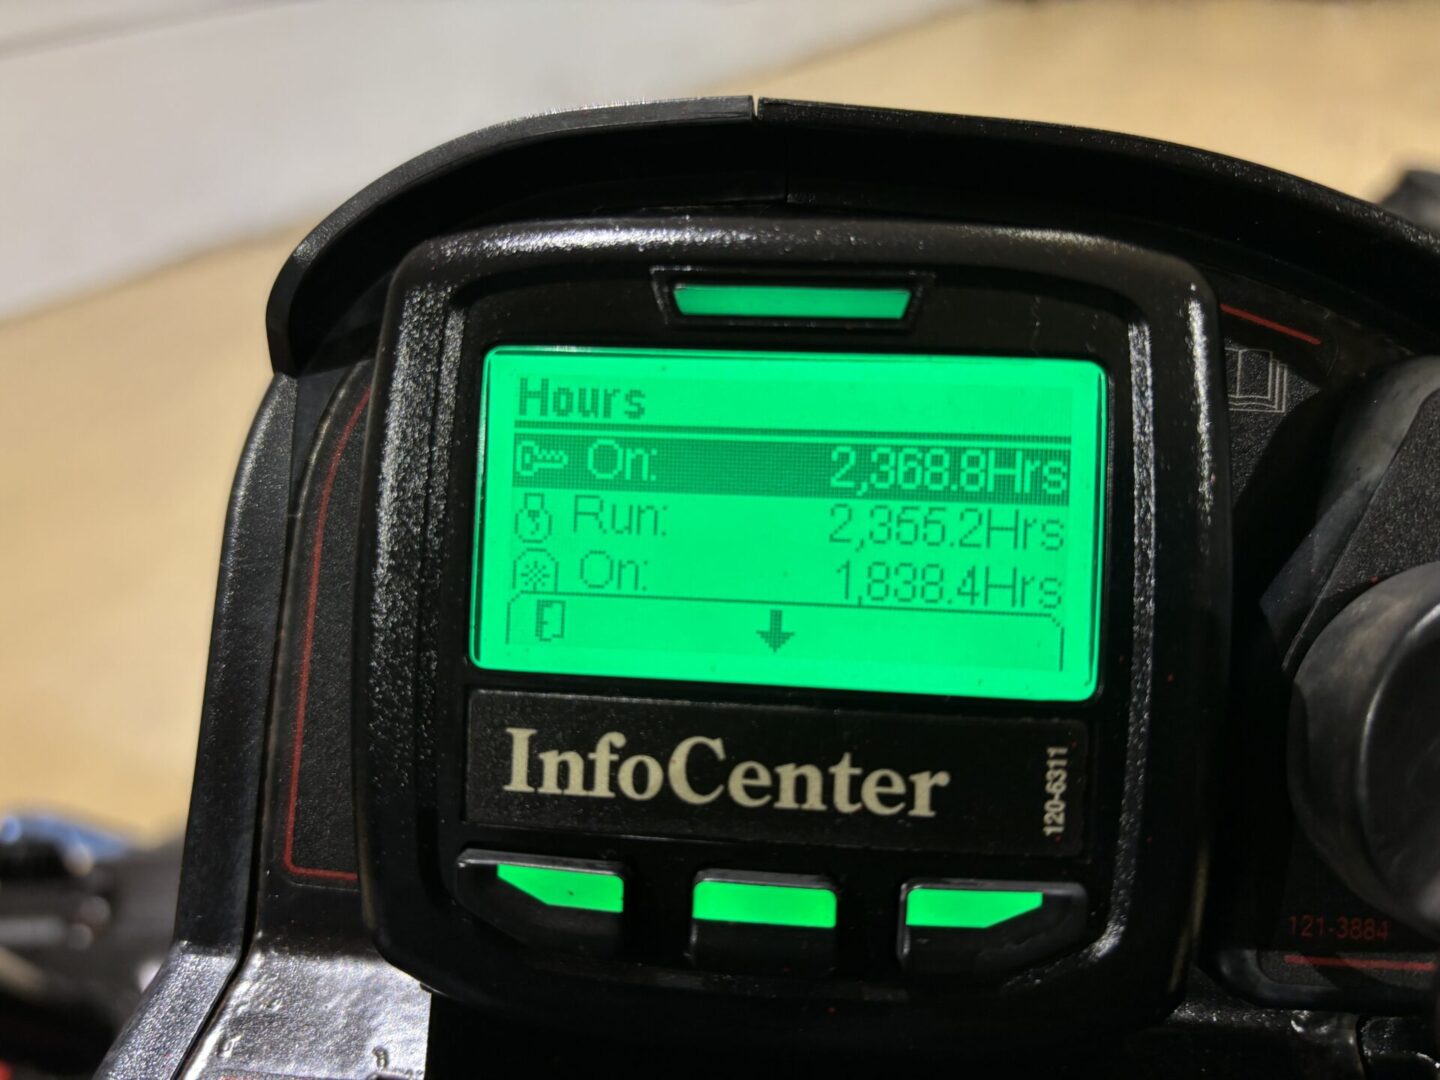 Hours
On: 2,368.8Hrs
Run: 2,355.2Hrs
On: 1,838.4Hrs
InfoCenter
120-6311
121-3884